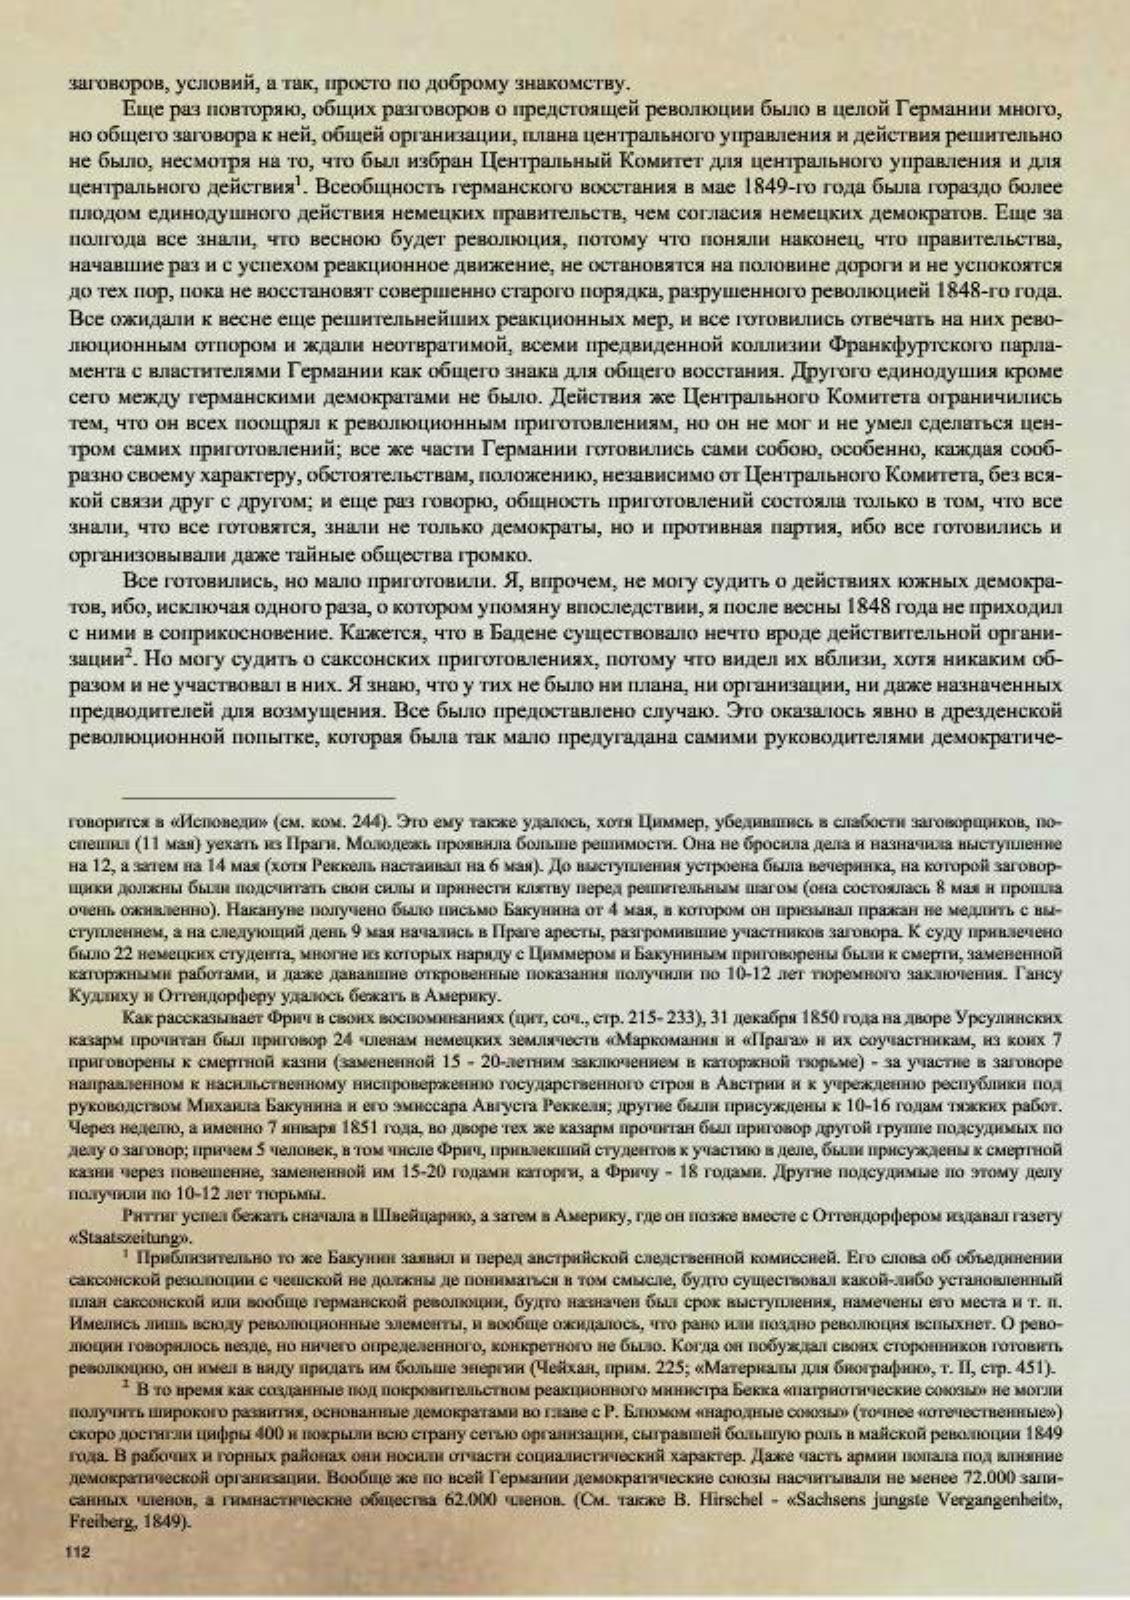 заговоров, условий, а так, просто по доброму знакомству.
Еще раз повторяю, общих разговоров о предстоящей революции было в целой Германии много,
но общего заговора к ней, общей организации, плана центрального управления и действия решительно
не было, несмотря на то, что был избран Центральный Комитет для центрального управления и для
центрального действия¹. Всеобщность германского восстания в мае 1849-го года была гораздо более
плодом единодушного действия немецких правительств, чем согласия немецких демократов. Еще за
полгода все знали, что весною будет революция, потому что поняли наконец, что правительства,
начавшие раз и с успехом реакционное движение, не остановятся на половине дороги и не успокоятся
до тех пор, пока не восстановят совершенно старого порядка, разрушенного революцией 1848-го года.
Все ожидали к весне еще решительнейших реакционных мер, и все готовились отвечать на них рево-
люционным отпором и ждали неотвратимой, всеми предвиденной коллизии Франкфуртского парла-
мента с властителями Германии как общего знака для общего восстания. Другого единодушия кроме
сего между германскими демократами не было. Действия же Центрального Комитета ограничились
тем, что он всех поощрял к революционным приготовлениям, но он не мог и не умел сделаться цен-
тром самих приготовлений; все же части Германии готовились сами собою, особенно, каждая сооб-
разно своему характеру, обстоятельствам, положению, независимо от Центрального Комитета, без вся-
кой связи друг с другом; и еще раз говорю, общность приготовлений состояла только в том, что все
знали, что все готовятся, знали не только демократы, но и противная партия, ибо все готовились и
организовывали даже тайные общества громко.
Все готовились, но мало приготовили. Я, впрочем, не могу судить о действиях южных демокра-
тов, ибо, исключая одного раза, о котором упомяну впоследствии, я после весны 1848 года не приходил
с ними в соприкосновение. Кажется, что в Бадене существовало нечто вроде действительной органи-
зации². Но могу судить о саксонских приготовлениях, потому что видел их вблизи, хотя никаким об-
разом и не участвовал в них. Я знаю, что у тих не было ни плана, ни организации, ни даже назначенных
предводителей для возмущения. Все было предоставлено случаю. Это оказалось явно в дрезденской
революционной попытке, которая была так мало предугадана самими руководителями демократиче-
говорится в «Исповеди» (см. ком. 244). Это ему также удалось, хотя Циммер, убедившись в слабости заговорщиков, по-
спешил (11 мая) уехать из Праги. Молодежь проявила больше решимости. Она не бросила дела и назначила выступление
на 12, а затем на 14 мая (хотя Реккель настаивал на 6 мая). До выступления устроена была вечеринка, на которой заговор-
щики должны были подсчитать свои силы и принести клятву перед решительным шагом (она состоялась 8 мая и прошла
очень оживленно). Накануне получено было письмо Бакунина от 4 мая, в котором он призывал пражан не медлить с вы-
ступлением, а на следующий день 9 мая начались в Праге аресты, разгромившие участников заговора. К суду привлечено
было 22 немецких студента, многие из которых наряду с Циммером и Бакуниным приговорены были к смерти, замененной
каторжными работами, и даже дававшие откровенные показания получили по 10-12 лет тюремного заключения. Гансу
Кудлиху и Оттендорферу удалось бежать в Америку.
Как рассказывает Фрич в своих воспоминаниях (цит, соч., стр. 215- 233), 31 декабря 1850 года на дворе Урсулинских
казарм прочитан был приговор 24 членам немецких землячеств «Маркомания и «Прага» и их соучастникам, из коих 7
приговорены к смертной казни (замененной 15 - 20-летним заключением в каторжной тюрьме) - за участие в заговоре
направленном к насильственному ниспровержению государственного строя в Австрии и к учреждению республики под
руководством Михаила Бакунина и его эмиссара Августа Реккеля; другие были присуждены к 10-16 годам тяжких работ.
Через неделю, а именно 7 января 1851 года, во дворе тех же казарм прочитан был приговор другой группе подсудимых по
делу о заговор; причем 5 человек, в том числе Фрич, привлекший студентов к участию в деле, были присуждены к смертной
казни через повешение, замененной им 15-20 годами каторги, а Фричу - 18 годами. Другие подсудимые по этому делу
получили по 10-12 лет тюрьмы.
Риттиг успел бежать сначала в Швейцарию, а затем в Америку, где он позже вместе с Оттендорфером издавал газету
«Staatszeitung».
¹ Приблизительно то же Бакунин заявил и перед австрийской следственной комиссией. Его слова об объединении
саксонской резолюции с чешской не должны де пониматься в том смысле, будто существовал какой-либо установленный
план саксонской или вообще германской революции, будто назначен был срок выступления, намечены его места и т. п.
Имелись лишь всюду революционные элементы, и вообще ожидалось, что рано или поздно революция вспыхнет. О рево-
люции говорилось везде, но ничего определенного, конкретного не было. Когда он побуждал своих сторонников готовить
революцию, он имел в виду придать им больше энергии (Чейхан, прим. 225; «Материалы для биографии», т. II, стр. 451).
² В то время как созданные под покровительством реакционного министра Бекка «патриотические союзы» не могли
получить широкого развития, основанные демократами во главе с Р. Блюмом «народные союзы» (точнее «отечественные»)
скоро достигли цифры 400 и покрыли всю страну сетью организации, сыгравшей большую роль в майской революции 1849
года. В рабочих и горных районах они носили отчасти социалистический характер. Даже часть армии попала под влияние
демократической организации. Вообще же по всей Германии демократические союзы насчитывали не менее 72.000 запи-
санных членов, а гимнастические общества 62.000 членов. (См. также B. Hirschel - «Sachsens jungste Vergangenheit»,
Freiberg, 1849).
112